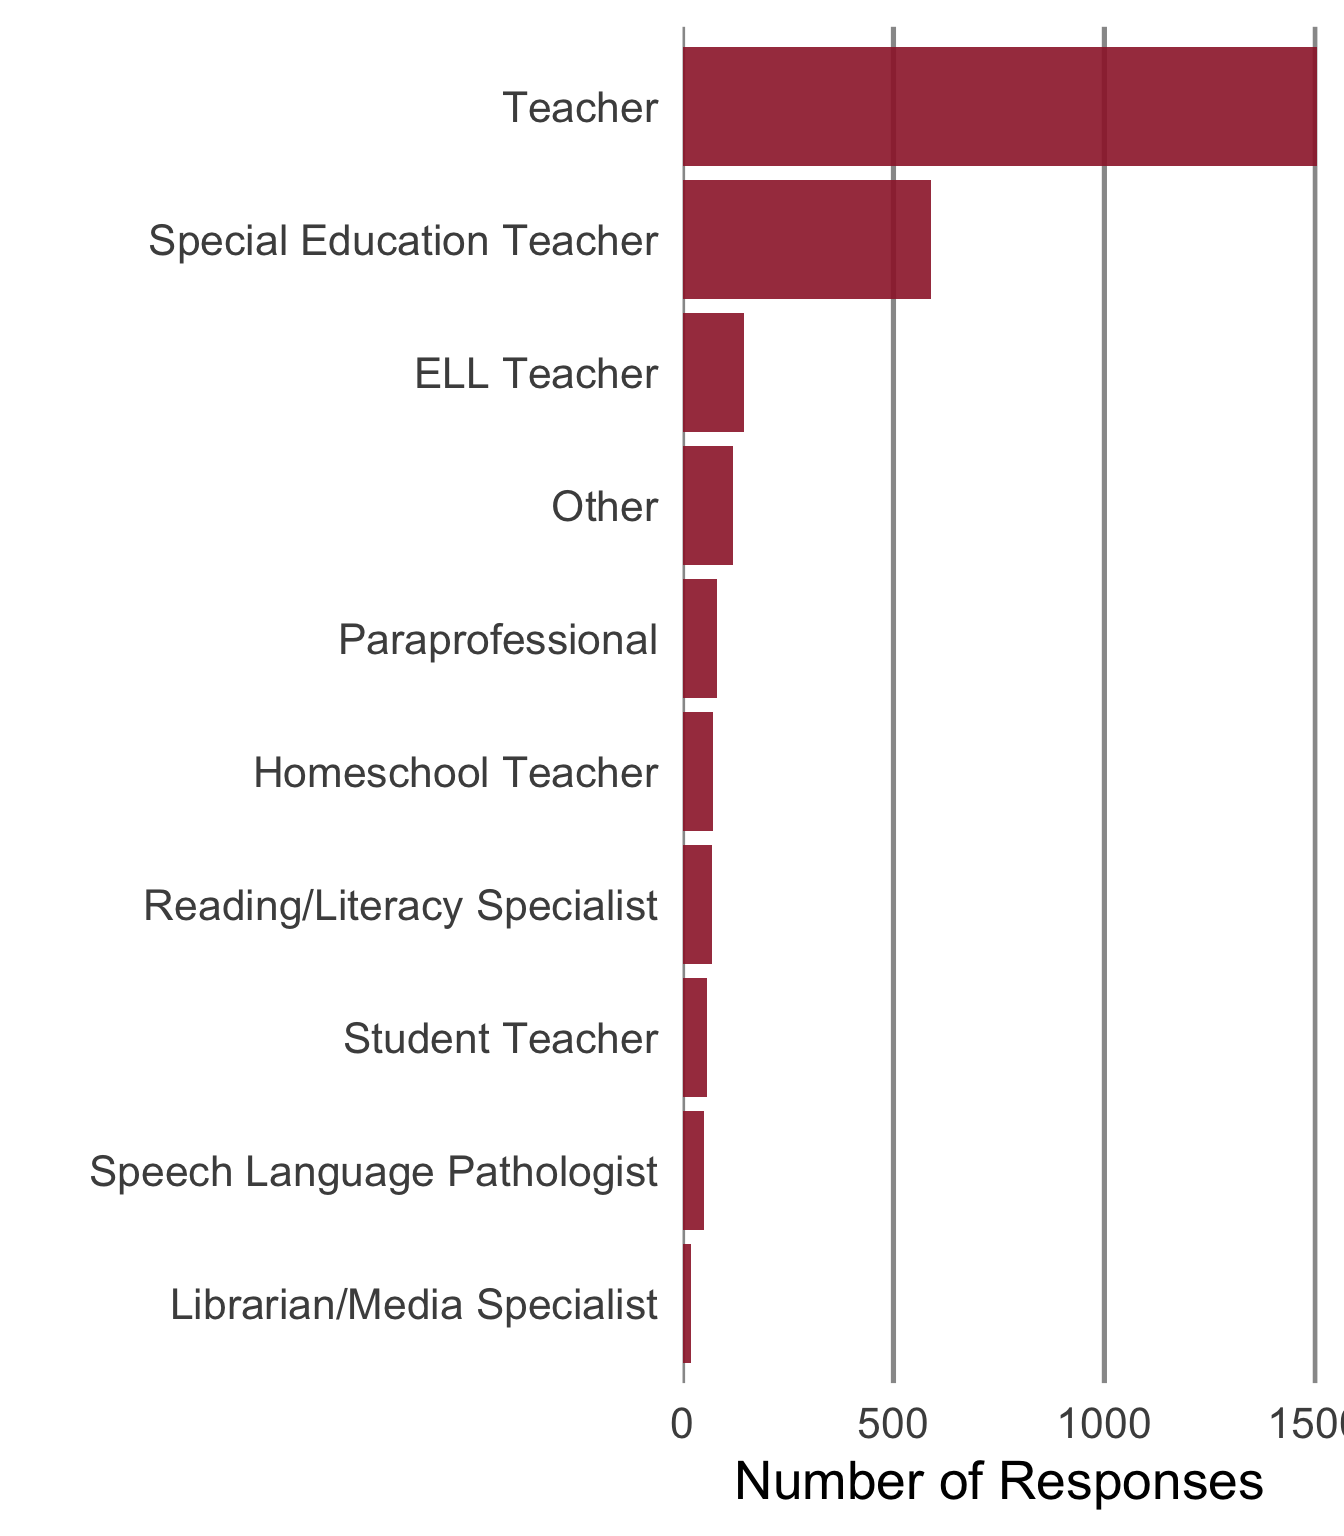 Teacher
Special Education Teacher
ELL Teacher
Other
Paraprofessional
Homeschool Teacher
Reading/Literacy Specialist
Student Teacher
Speech Language Pathologist
Librarian/Media Specialist
0 500 1000 1500
Number of Responses